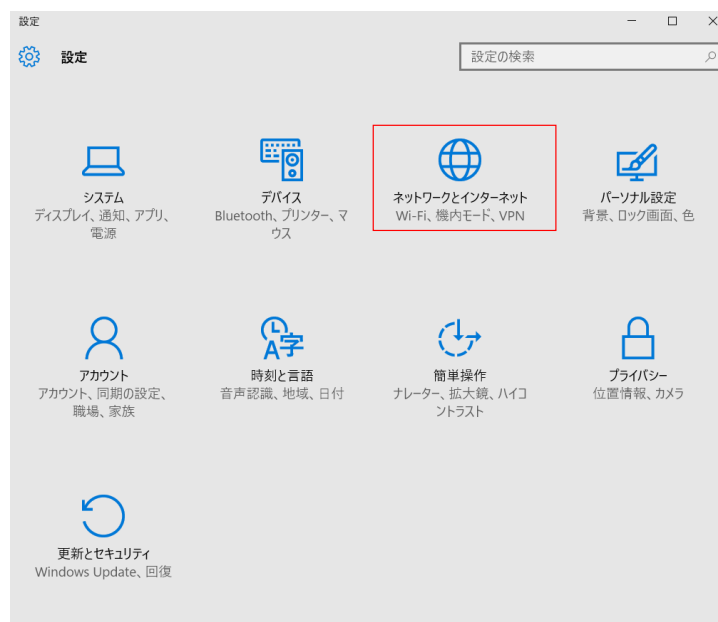 設定
設定
設定の検索
システム
ディスプレイ、通知、アプリ、
電源
デバイス
Bluetooth、プリンター、マ
ウス
ネットワークとインターネット
Wi-Fi、機内モード、VPN
パーソナル設定
背景、ロック画面、色
アカウント
アカウント、同期の設定、
職場、家族
時刻と言語
音声認識、地域、日付
簡単操作
ナレーター、拡大鏡、ハイコ
ントラスト
プライバシー
位置情報、カメラ
更新とセキュリティ
Windows Update、回復